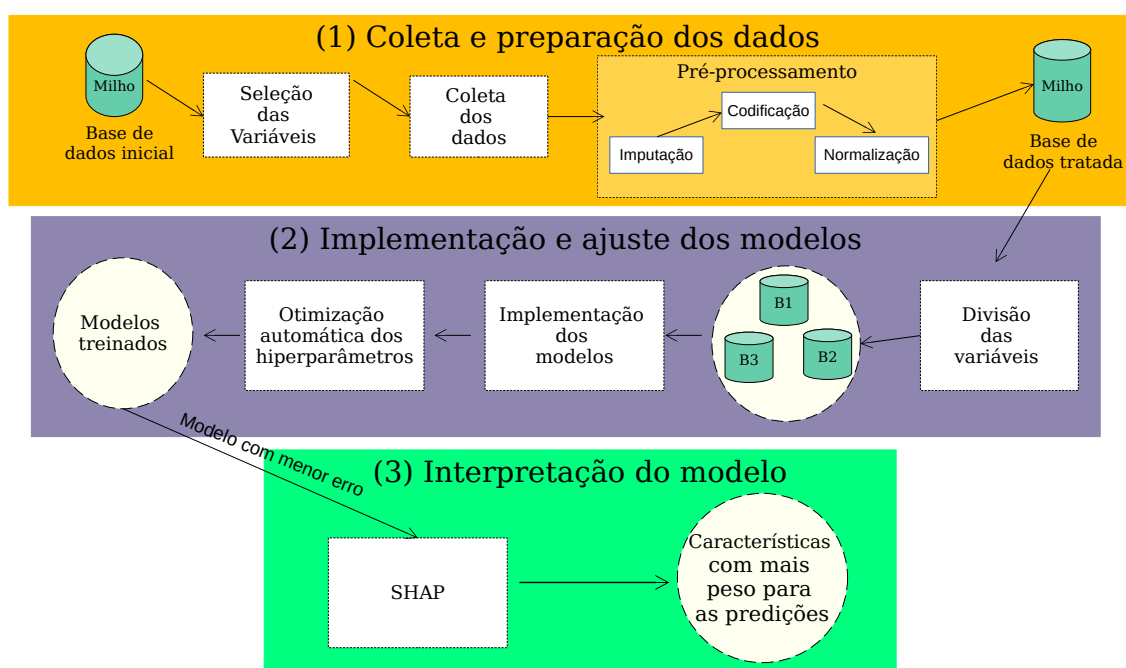 (1) Coleta e preparação dos dados
Milho
Base de
dados inicial
Seleção
das
Variáveis
Coleta
dos
dados
Pré-processamento
Imputação
Codificação
Normalização
Milho
Base de
dados tratada
(2) Implementação e ajuste dos modelos
Divisão
das
variáveis
B1
B2
B3
Implementação
dos
modelos
Otimização
automática dos
hiperparâmetros
Modelos
treinados
Modelo com menor erro
(3) Interpretação do modelo
SHAP
Características
com mais
peso para
as predições